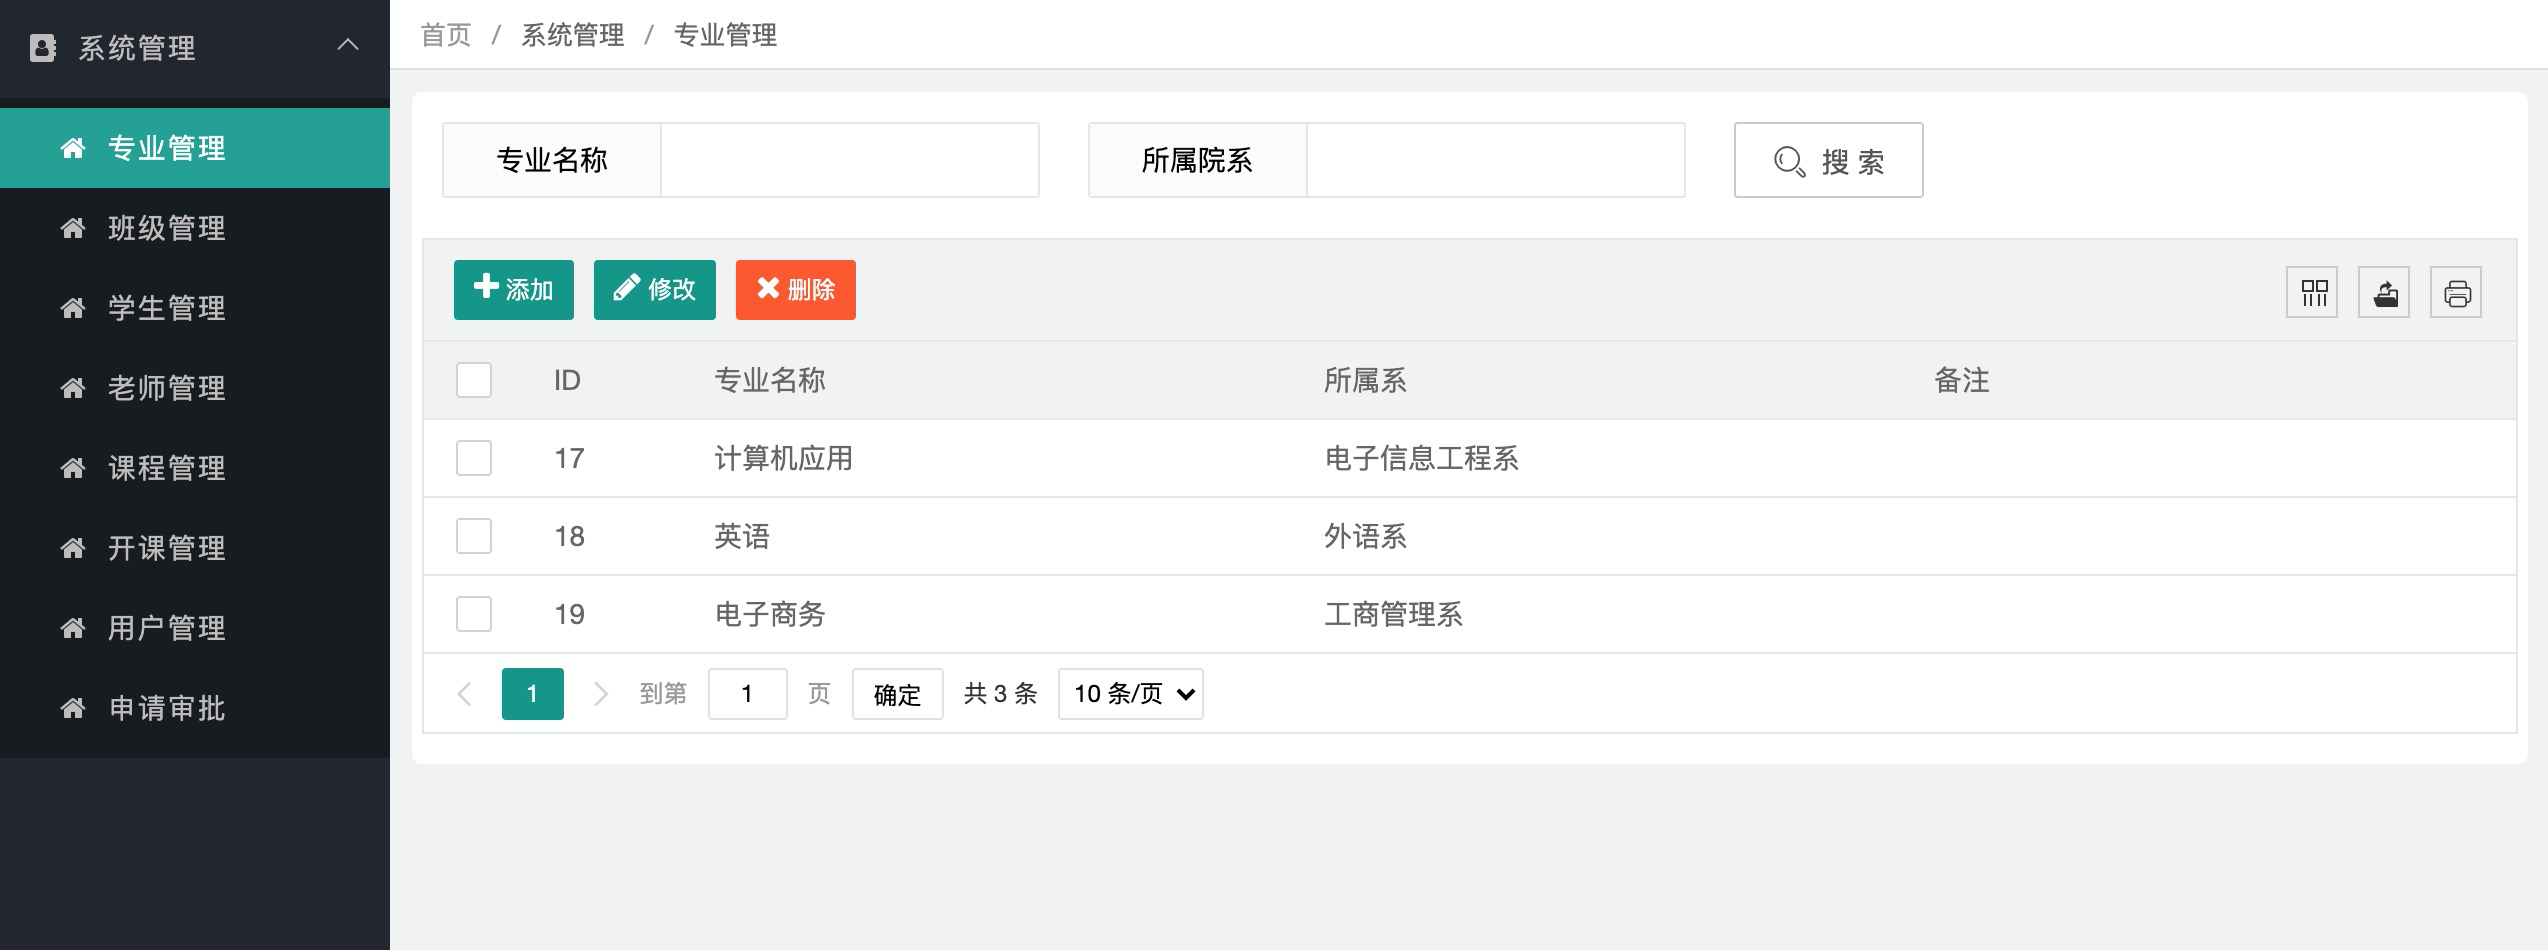 系统管理
专业管理
班级管理
学生管理
老师管理
课程管理
开课管理
用户管理
申请审批
首页 / 系统管理 / 专业管理
专业名称 所属院系 搜 索
添加 修改 删除
ID 专业名称 所属系 备注
17 计算机应用 电子信息工程系
18 英语 外语系
19 电子商务 工商管理系
1 到第 1 页 确定 共 3 条 10 条/页